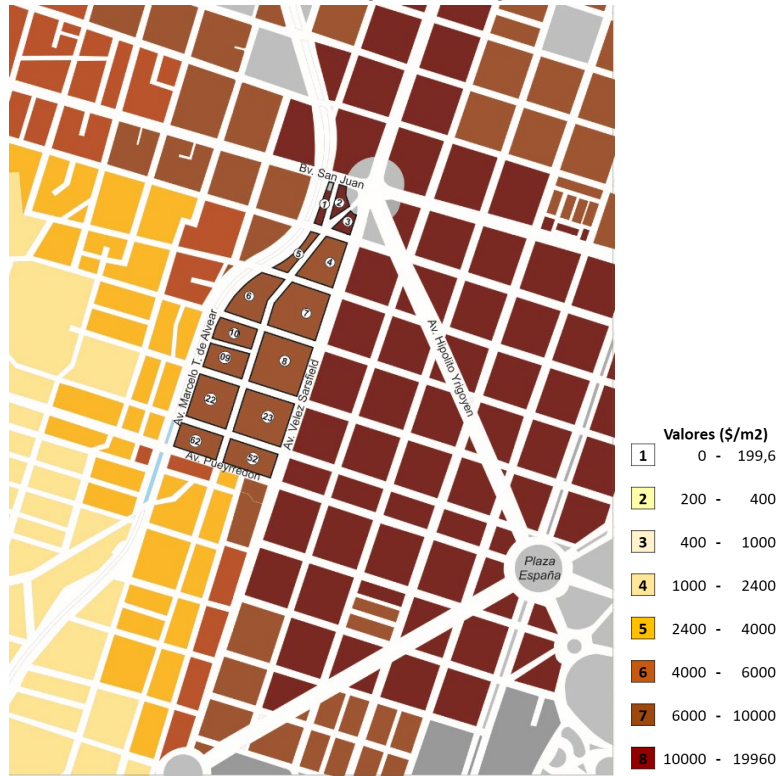 Bv. San Juan
1
2
3
5
4
6
7
10
09
8
22
23
62
52
Av. Marcelo T. de Alvear
Av. Velez Sarsfield
Av. Pueyrredon
Av. Hipolito Yrigoyen
Plaza
España
Valores ($/m2)
1 0 - 199,6
2 200 - 400
3 400 - 1000
4 1000 - 2400
5 2400 - 4000
6 4000 - 6000
7 6000 - 10000
8 10000 - 19960